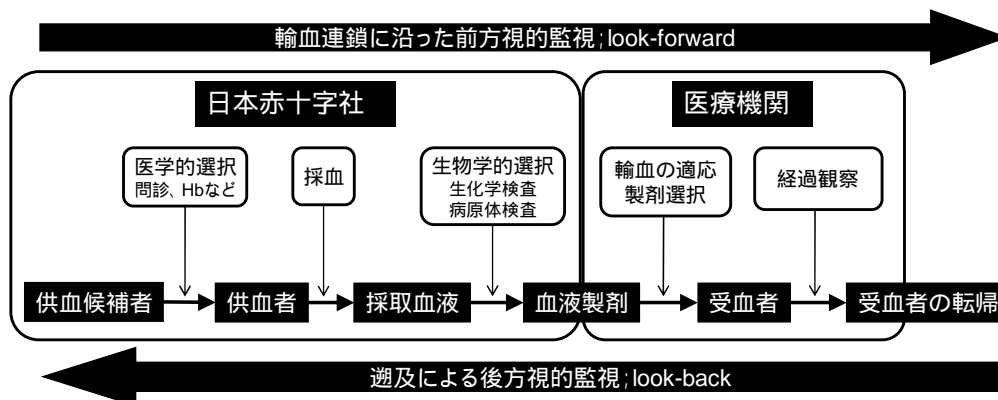 輸血連鎖に沿った前方視的監視;look-forward
日本赤十字社
医療機関
医学的選択
問診、Hbなど
採血
生物学的選択
生化学検査
病原体検査
輸血の適応
製剤選択
経過観察
供血候補者
供血者
採取血液
血液製剤
受血者
受血者の転帰
遡及による後方視的監視;look-back